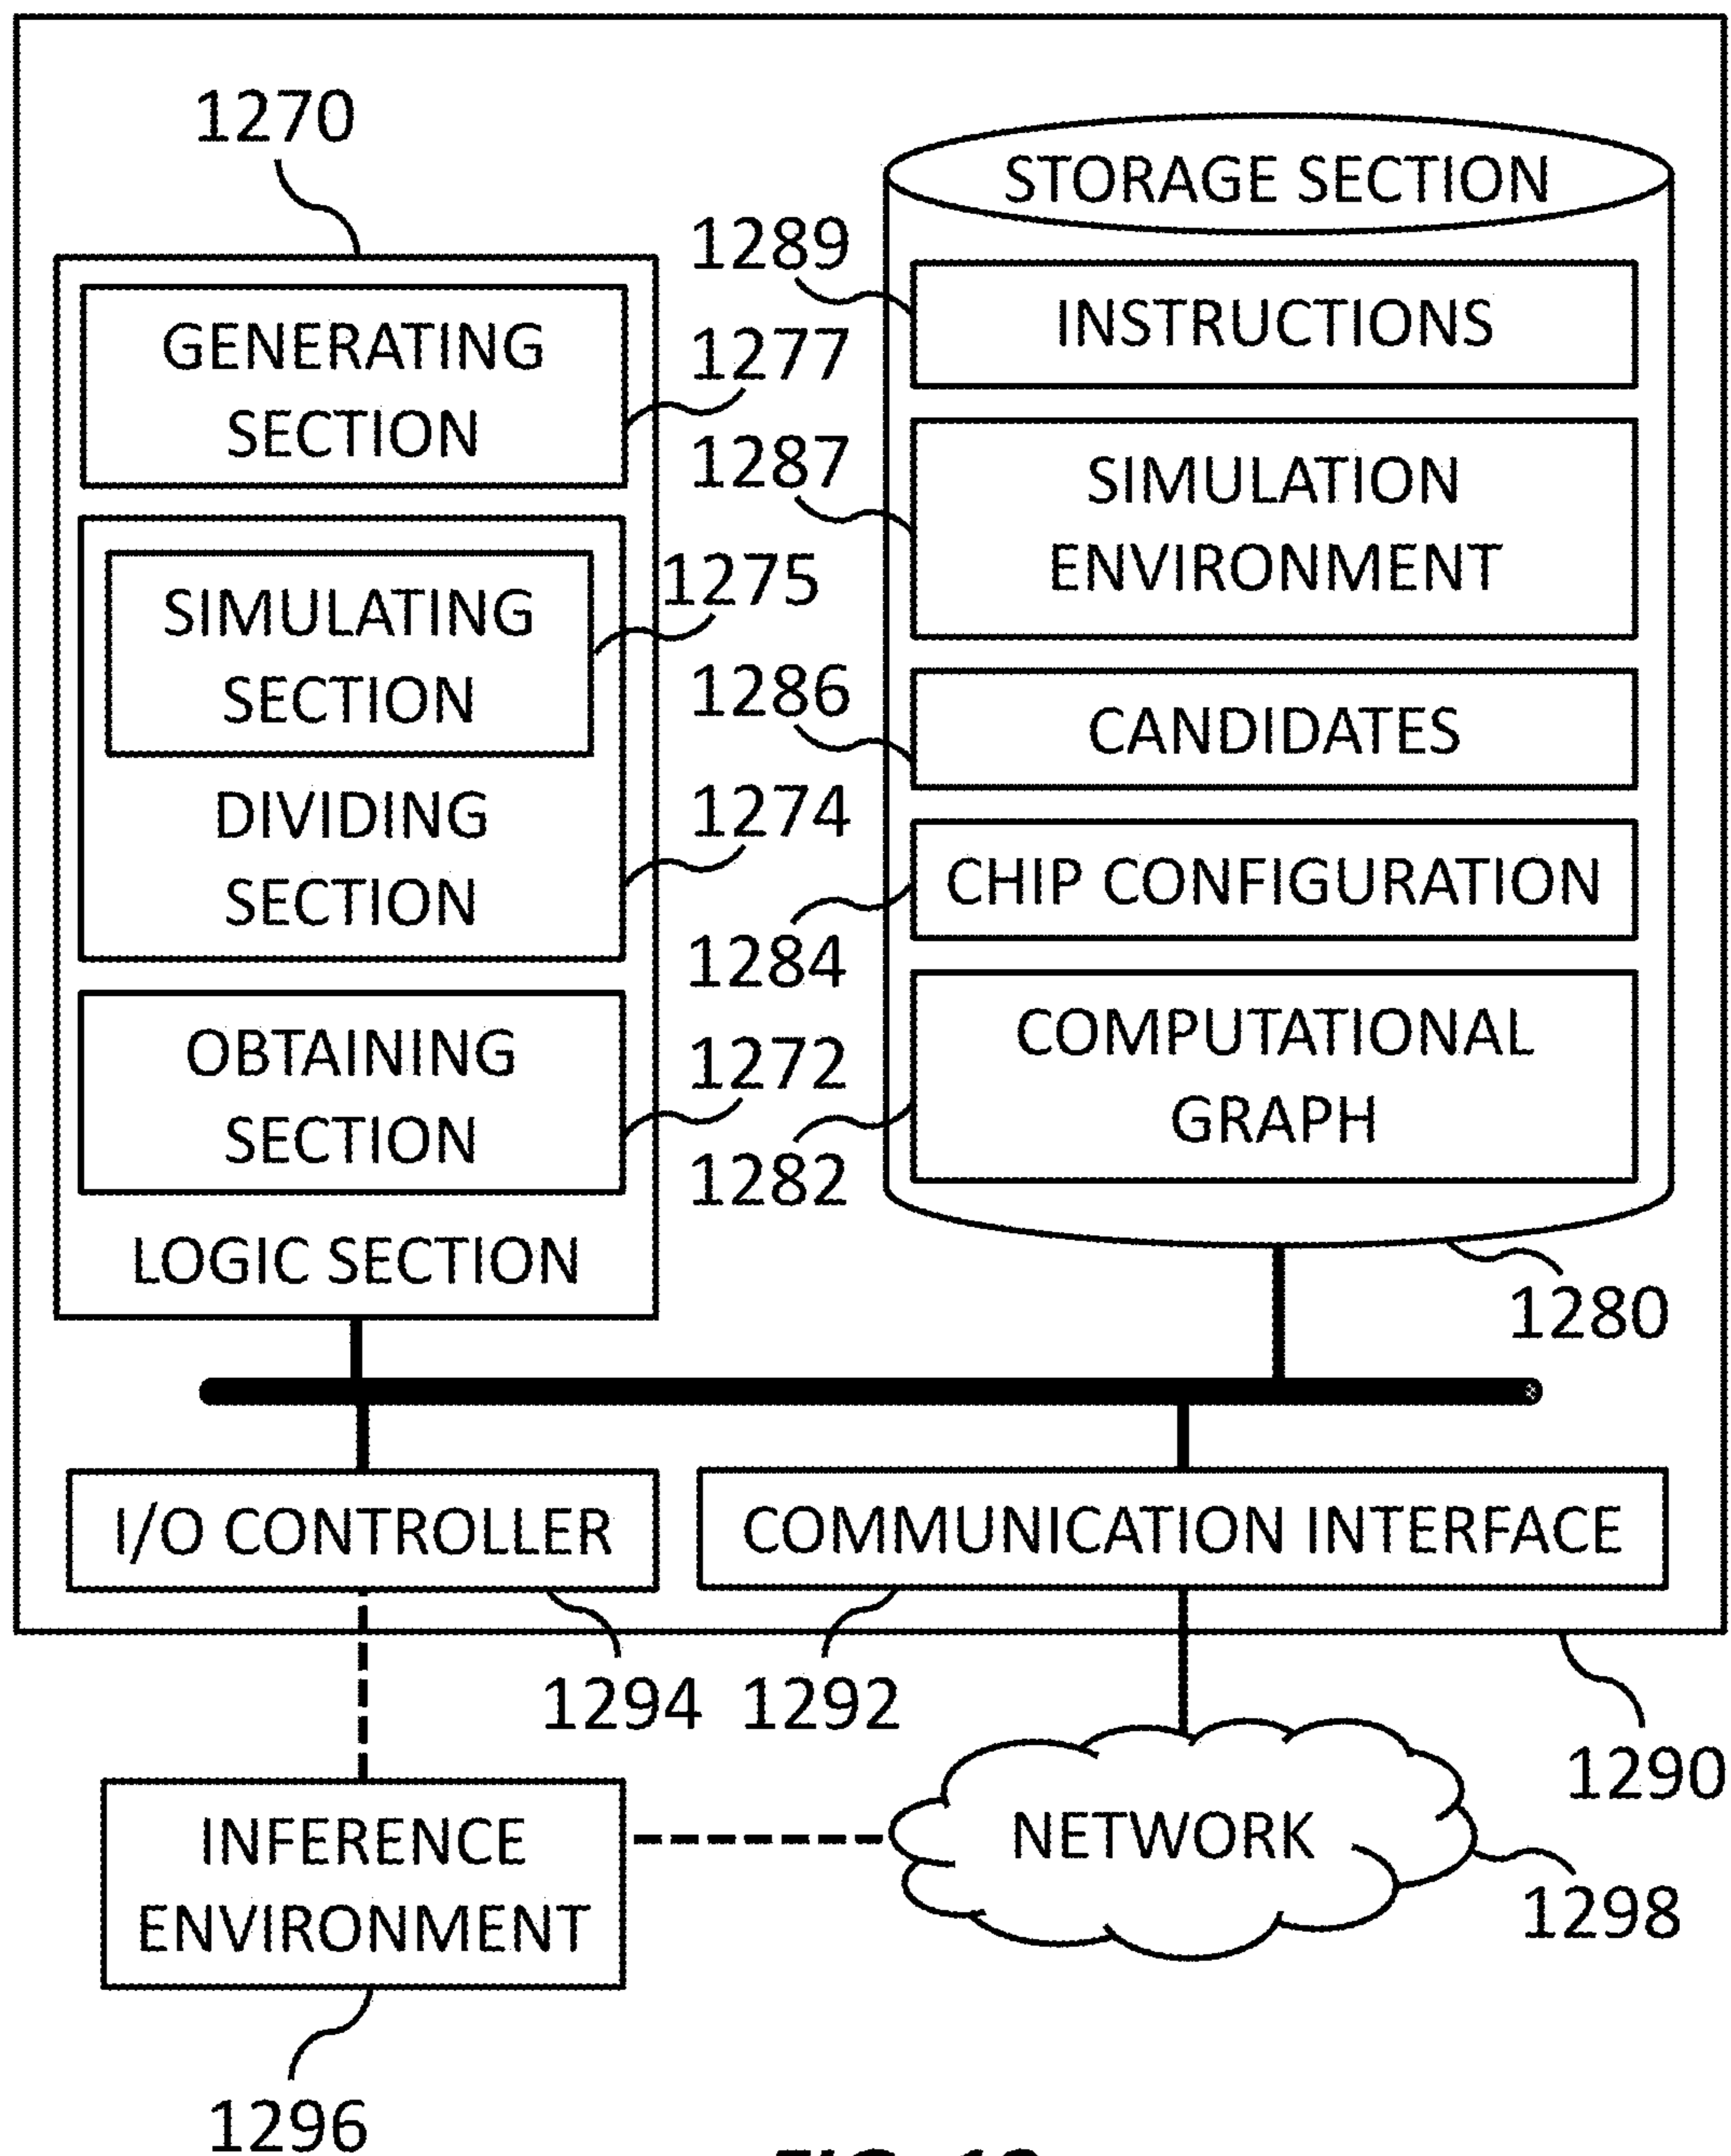 1270
STORAGE SECTION
1289
INSTRUCTIONS
GENERATING
SECTION
1277
1287
SIMULATION
ENVIRONMENT
SIMULATING
SECTION
1275
1286
CANDIDATES
DIVIDING
SECTION
1274
CHIP CONFIGURATION
1284
OBTAINING
SECTION
1272
COMPUTATIONAL
GRAPH
1282
LOGIC SECTION
1280
I/O CONTROLLER
COMMUNICATION INTERFACE
1294
1292
1290
INFERENCE
ENVIRONMENT
NETWORK
1298
1296